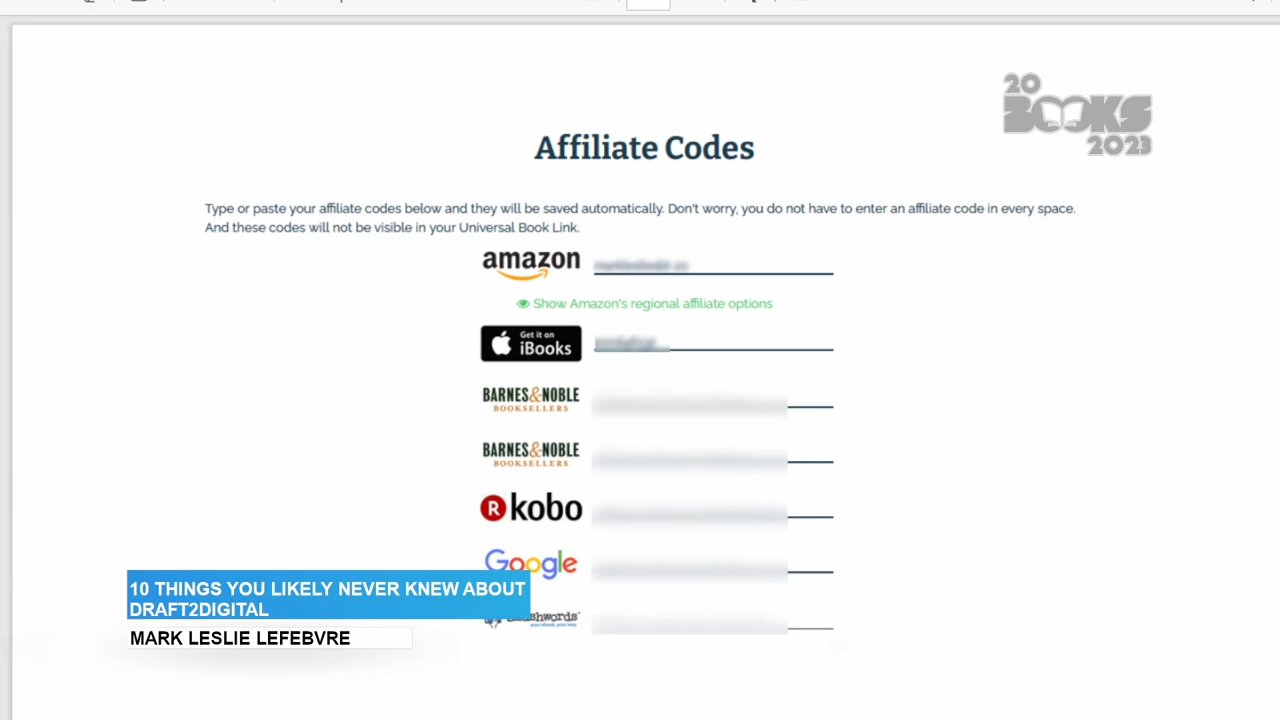 20
BOOKS
2023
Affiliate Codes
Type or paste your affiliate codes below and they will be saved automatically. Don't worry, you do not have to enter an affiliate code in every space.
And these codes will not be visible in your Universal Book Link.
amazon
Show Amazon's regional affiliate options
Get it on
iBooks
BARNES&NOBLE
BOOKSELLERS
BARNES&NOBLE
BOOKSELLERS
R kobo
Google
10 THINGS YOU LIKELY NEVER KNEW ABOUT
DRAFT2DIGITAL
MARK LESLIE LEFEBVRE